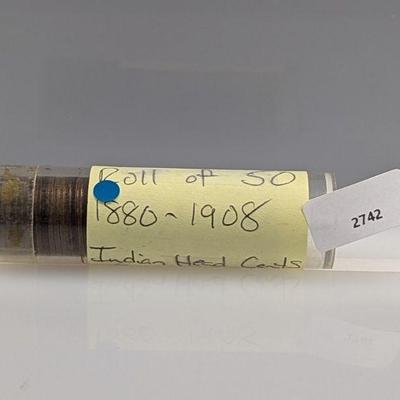 Roll of 50
1880-1908
Indian Head Cents
2742